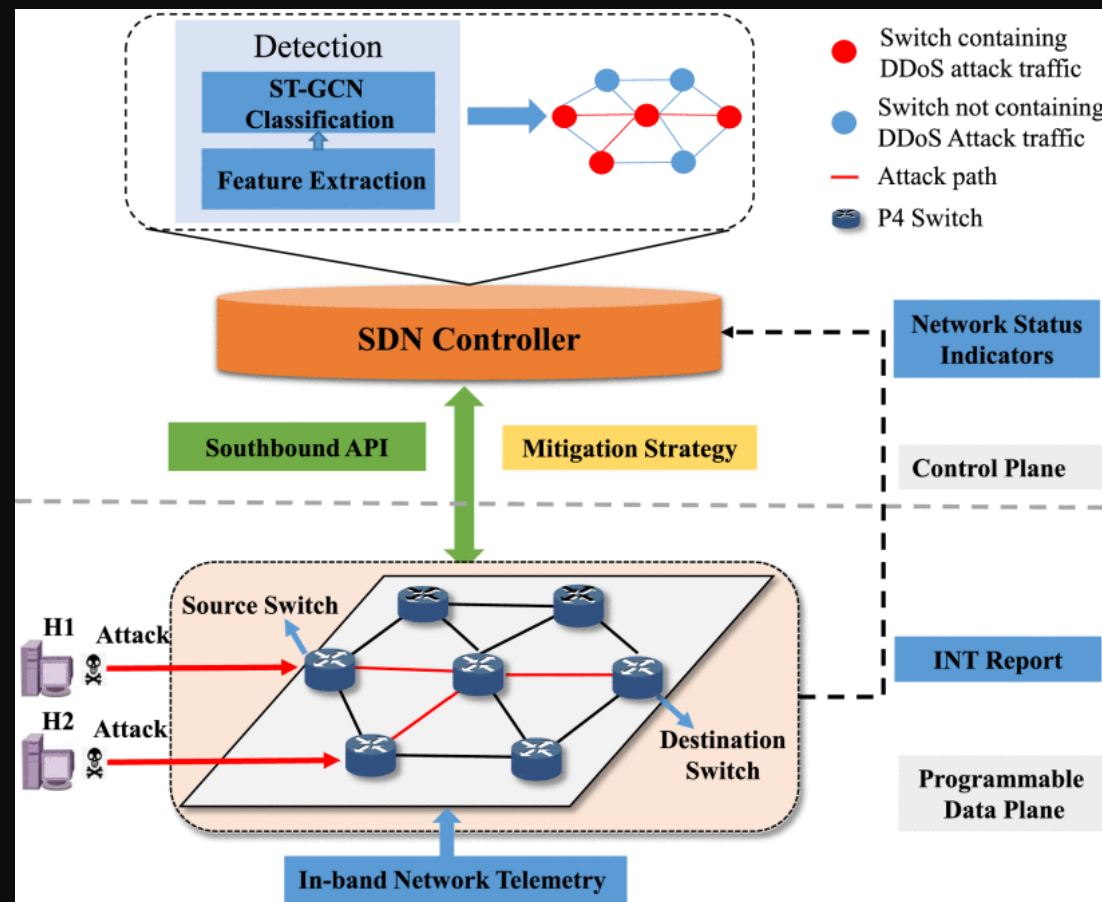 Detection
ST-GCN
Classification
Feature Extraction
Switch containing
DDoS attack traffic
Switch not containing
DDoS Attack traffic
Attack path
P4 Switch
SDN Controller
Network Status
Indicators
Southbound API
Mitigation Strategy
Control Plane
Source Switch
H1
Attack
H2
Attack
Destination
Switch
INT Report
Programmable
Data Plane
In-band Network Telemetry